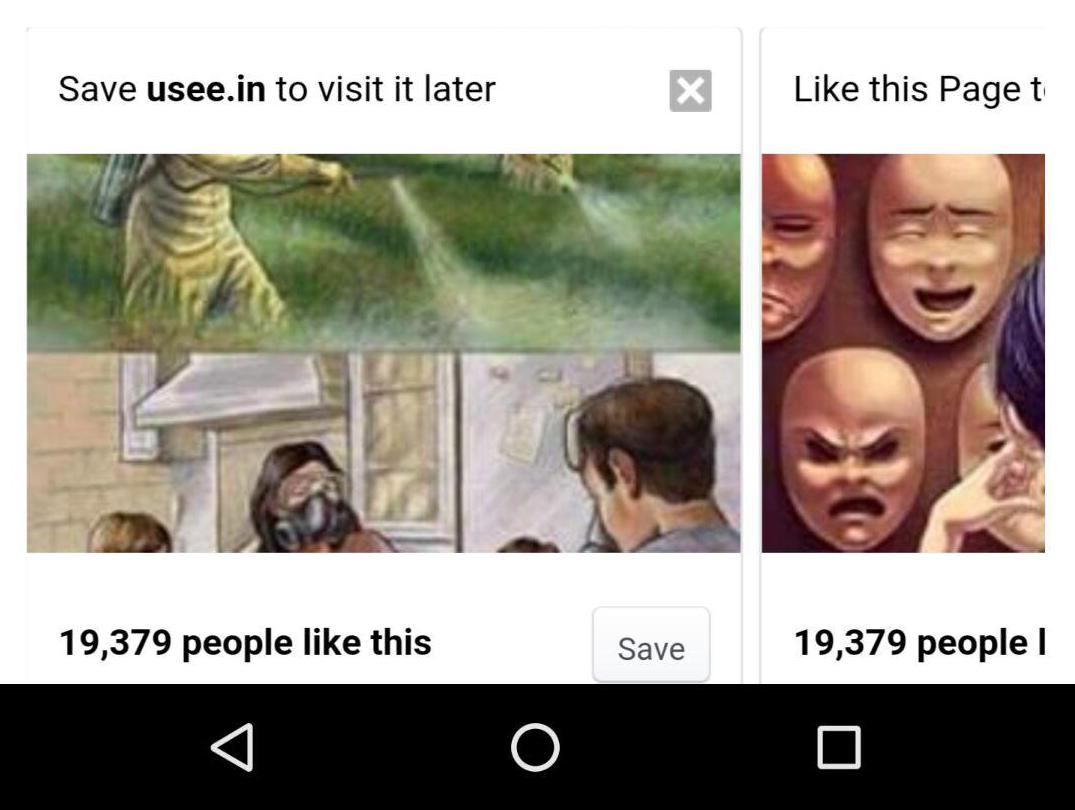 Save usee.in to visit it later
Like this Page
19,379 people like this
Save
19,379 people